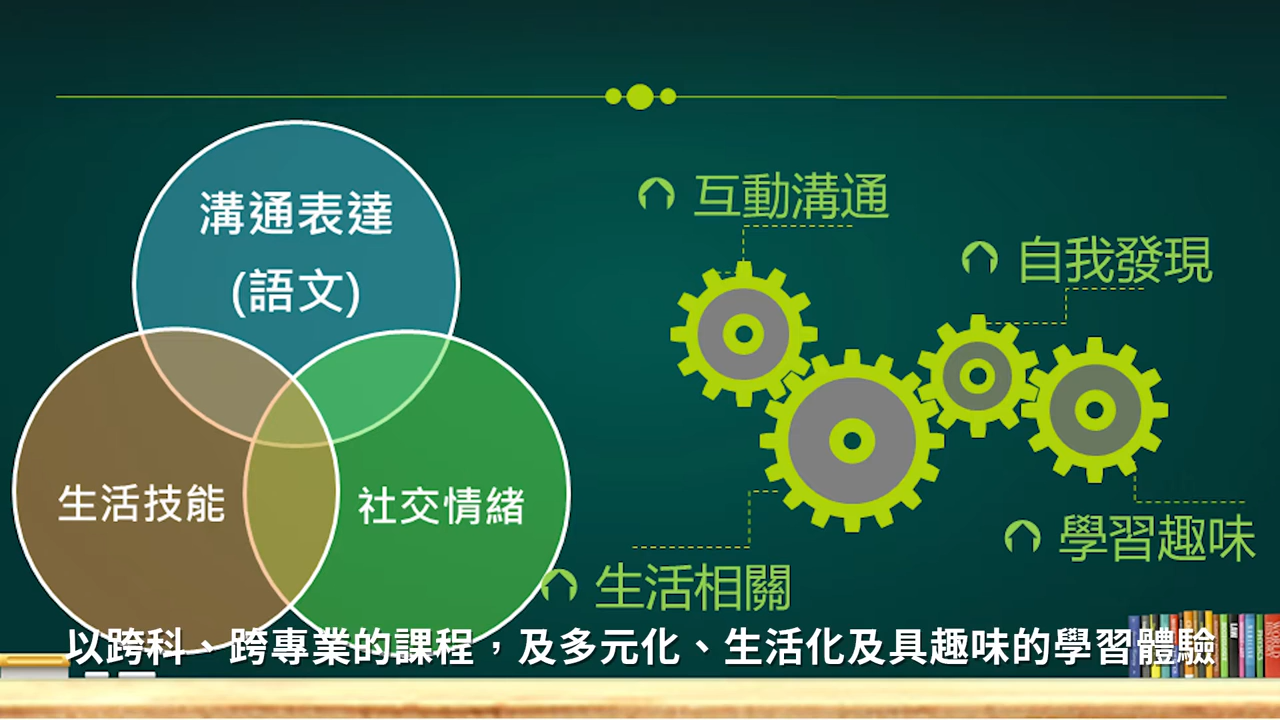 溝通表達
(語文)
生活技能
社交情緒
互動溝通
自我發現
學習趣味
生活相關
以跨科、跨專業的課程，及多元化、生活化及具趣味的學習體驗